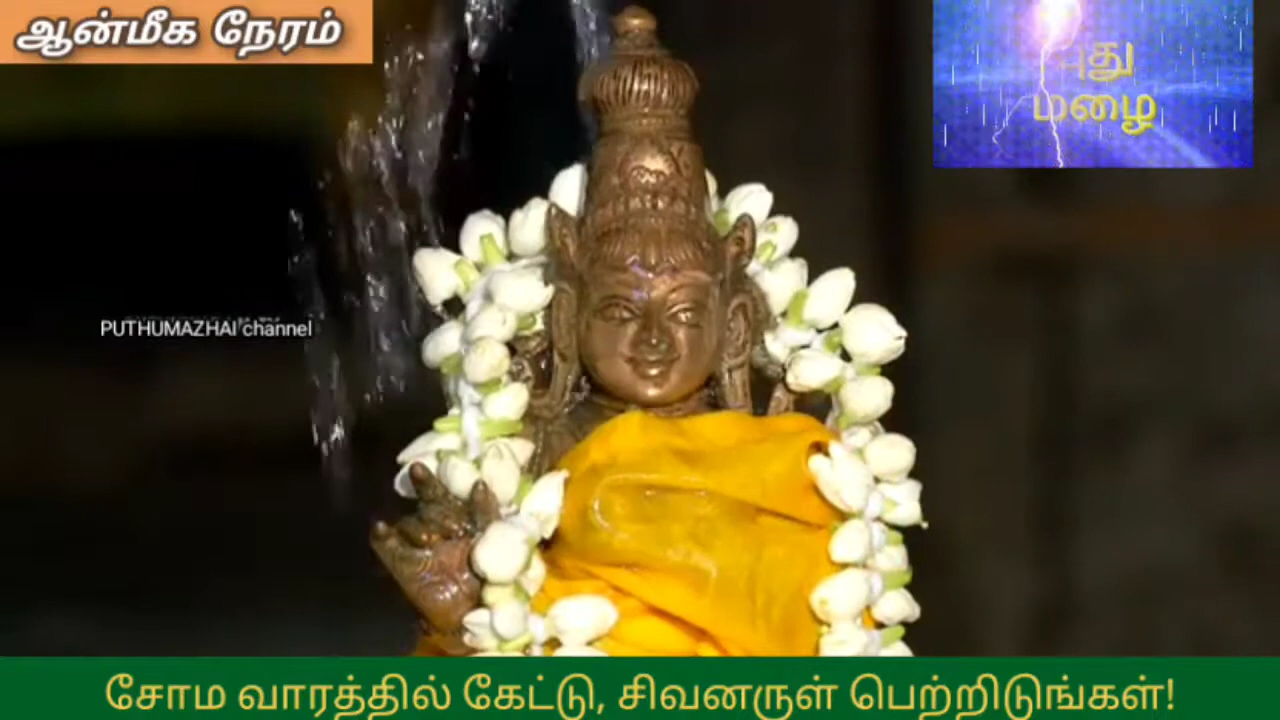 ஆன்மீக நேரம்
புது
மழை
PUTHUMAZHAI channel
சோம வாரத்தில் கேட்டு, சிவனருள் பெற்றிடுங்கள்!